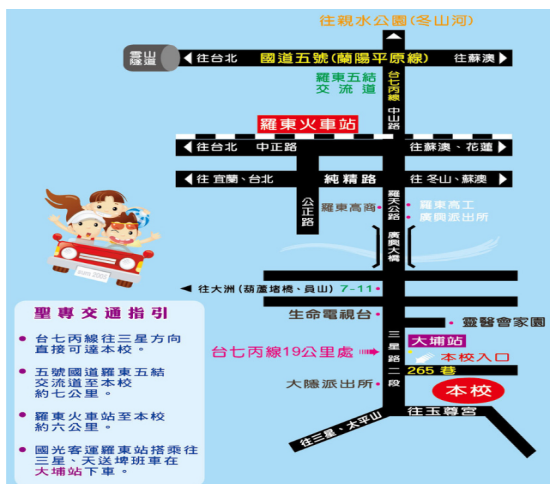 往親水公園(冬山河)
雪山
隧道
往台北 國道五號(蘭陽平原線) 往蘇澳
羅東五結
交流道
台七丙線
中山路
羅東火車站
往台北 中正路 往蘇澳、花蓮
往宜蘭、台北 純精路 往冬山、蘇澳
公正路
羅東高商
羅天公路
羅東高工
廣興派出所
廣興大橋
往大洲(葫蘆堵橋、員山) 7-11
生命電視台
靈醫會家園
三星路二段
大埔站
台七丙線19公里處
本校入口
265 巷
大隱派出所
本校
往玉尊宮
往三星、太平山
聖專交通指引
台七丙線往三星方向
直接可達本校。
五號國道羅東五結
交流道至本校
約七公里。
羅東火車站至本校
約六公里。
國光客運羅東站搭乘往
三星、天送埤班車在
大埔站下車。